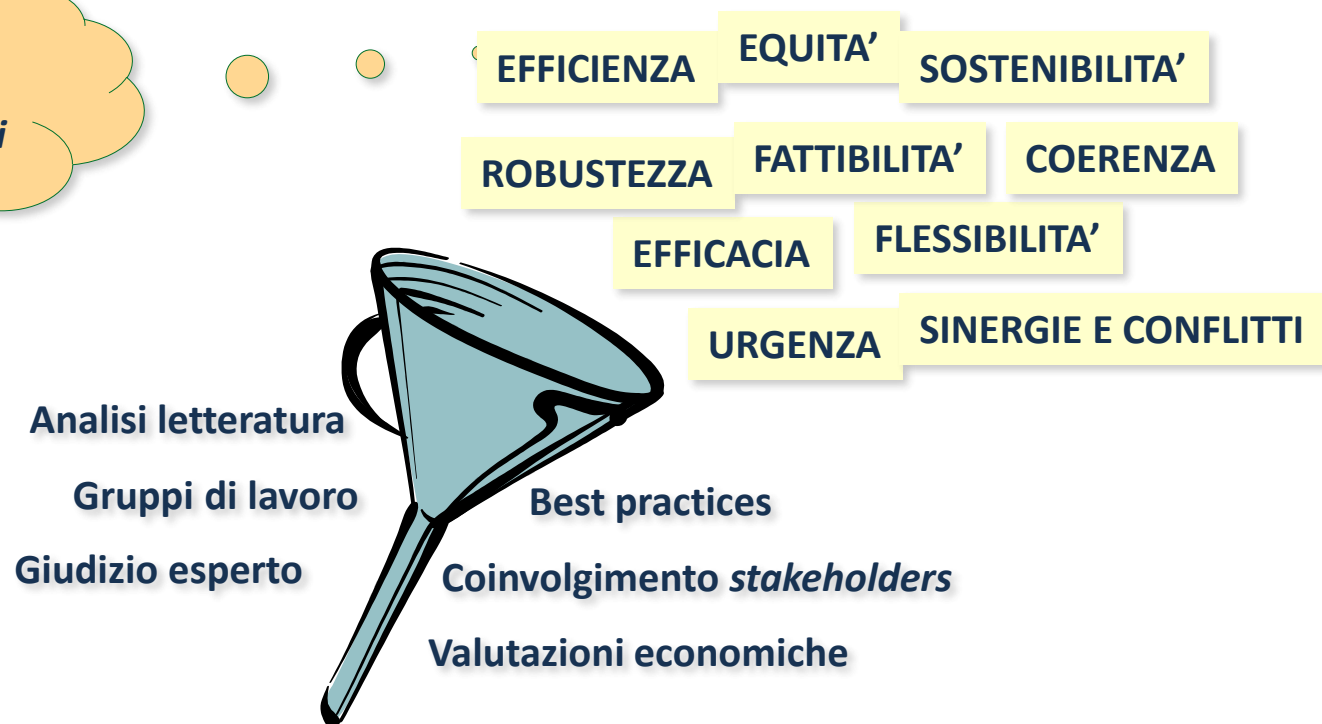 i
EFFICIENZA
EQUITA’
SOSTENIBILITA’
ROBUSTEZZA
FATTIBILITA’
COERENZA
EFFICACIA
FLESSIBILITA’
URGENZA
SINERGIE E CONFLITTI
Analisi letteratura
Gruppi di lavoro
Giudizio esperto
Best practices
Coinvolgimento stakeholders
Valutazioni economiche